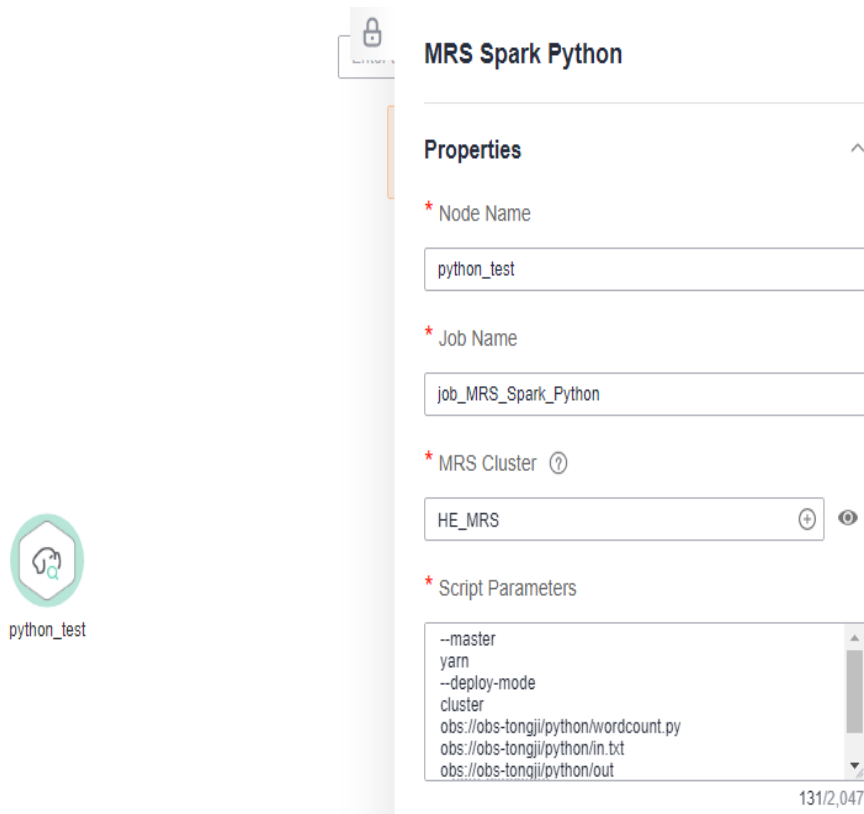 MRS Spark Python
Properties
* Node Name
python_test
* Job Name
job_MRS_Spark_Python
* MRS Cluster ?
HE_MRS
* Script Parameters
--master
yarn
--deploy-mode
cluster
obs://obs-tongji/python/wordcount.py
obs://obs-tongji/python/in.txt
obs://obs-tongji/python/out
131/2,047
python_test